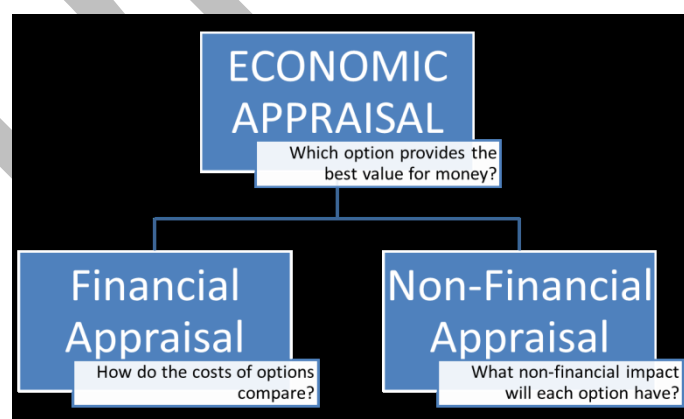 ECONOMIC
APPRAISAL
Which option provides the
best value for money?
Financial
Appraisal
How do the costs of options
compare?
Non-Financial
Appraisal
What non-financial impact
will each option have?